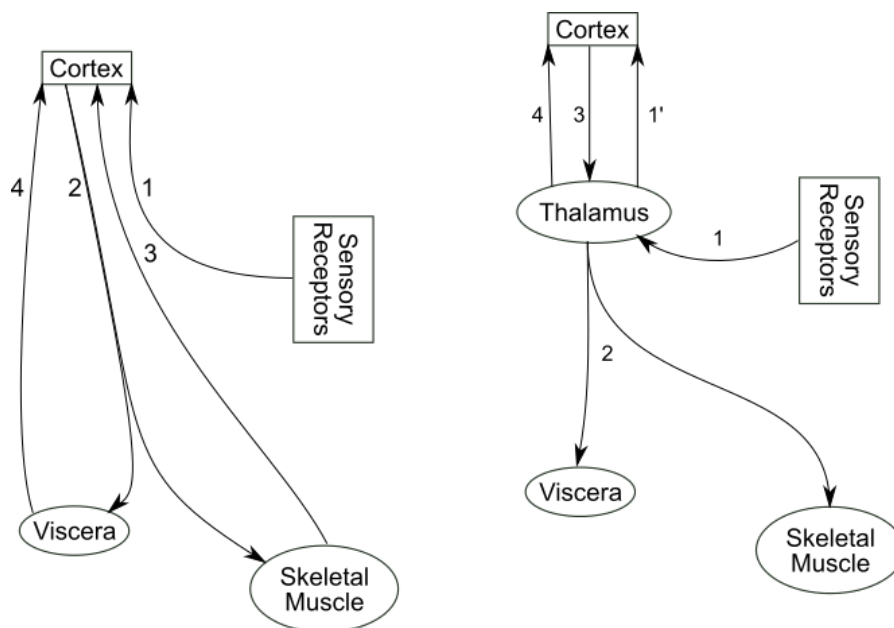 Cortex
4
2
1
3
Sensory
Receptors
Viscera
Skeletal
Muscle
Cortex
4
3
1'
Thalamus
1
Sensory
Receptors
2
Viscera
Skeletal
Muscle